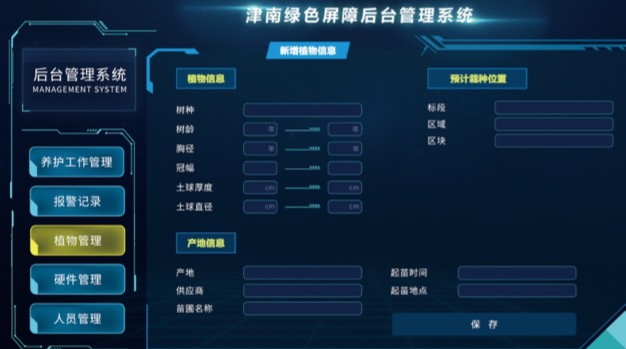 津南绿色屏障后台管理系统
后台管理系统
MANAGEMENT SYSTEM
养护工作管理
报警记录
植物管理
硬件管理
人员管理
新增植物信息
植物信息
树种
树龄 年 年
胸径 年 年
冠幅
土球厚度 cm cm
土球直径 cm cm
预计栽种位置
标段
区域
区块
产地信息
产地
供应商
苗圃名称
起苗时间
起苗地点
保存